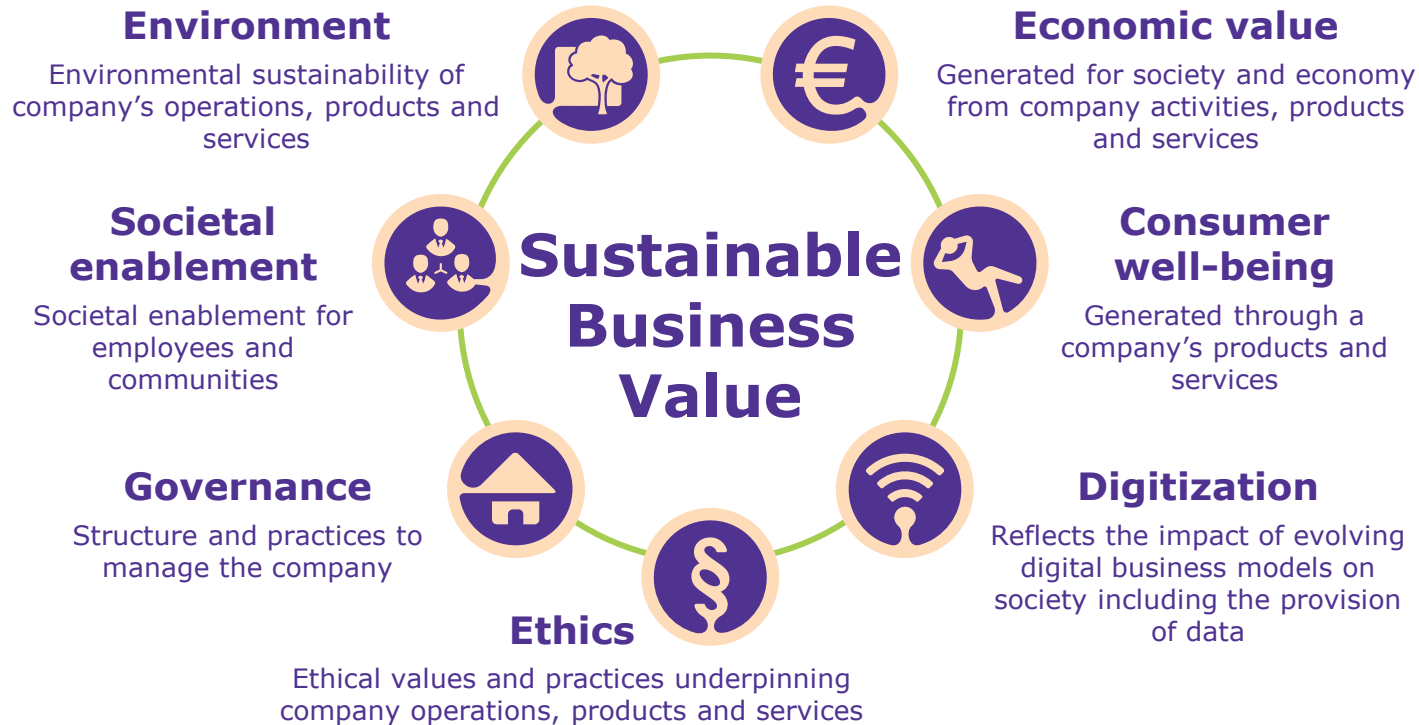 Environment
Environmental sustainability of
company’s operations, products and
services
Economic value
Generated for society and economy
from company activities, products
and services
Societal
enablement
Societal enablement for
employees and
communities
Sustainable
Business
Value
Consumer
well-being
Generated through a
company’s products and
services
Governance
Structure and practices to
manage the company
Digitization
Reflects the impact of evolving
digital business models on
society including the provision
of data
Ethics
Ethical values and practices underpinning
company operations, products and services
€
§